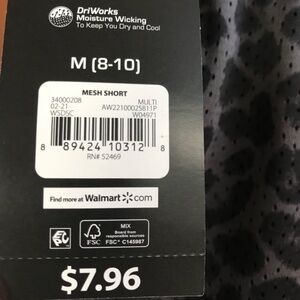 DriWorks
Moisture Wicking
To Keep You Dry and Cool
M (8-10)
MESH SHORT
34000208 MULTI
02-21 AW22100025811P
WSDSC W04971
8 89424 10312 8
RN# 52469
Find more at Walmart.com
FSC MIX
Board from
responsible sources
FSC® C145987
$7.96